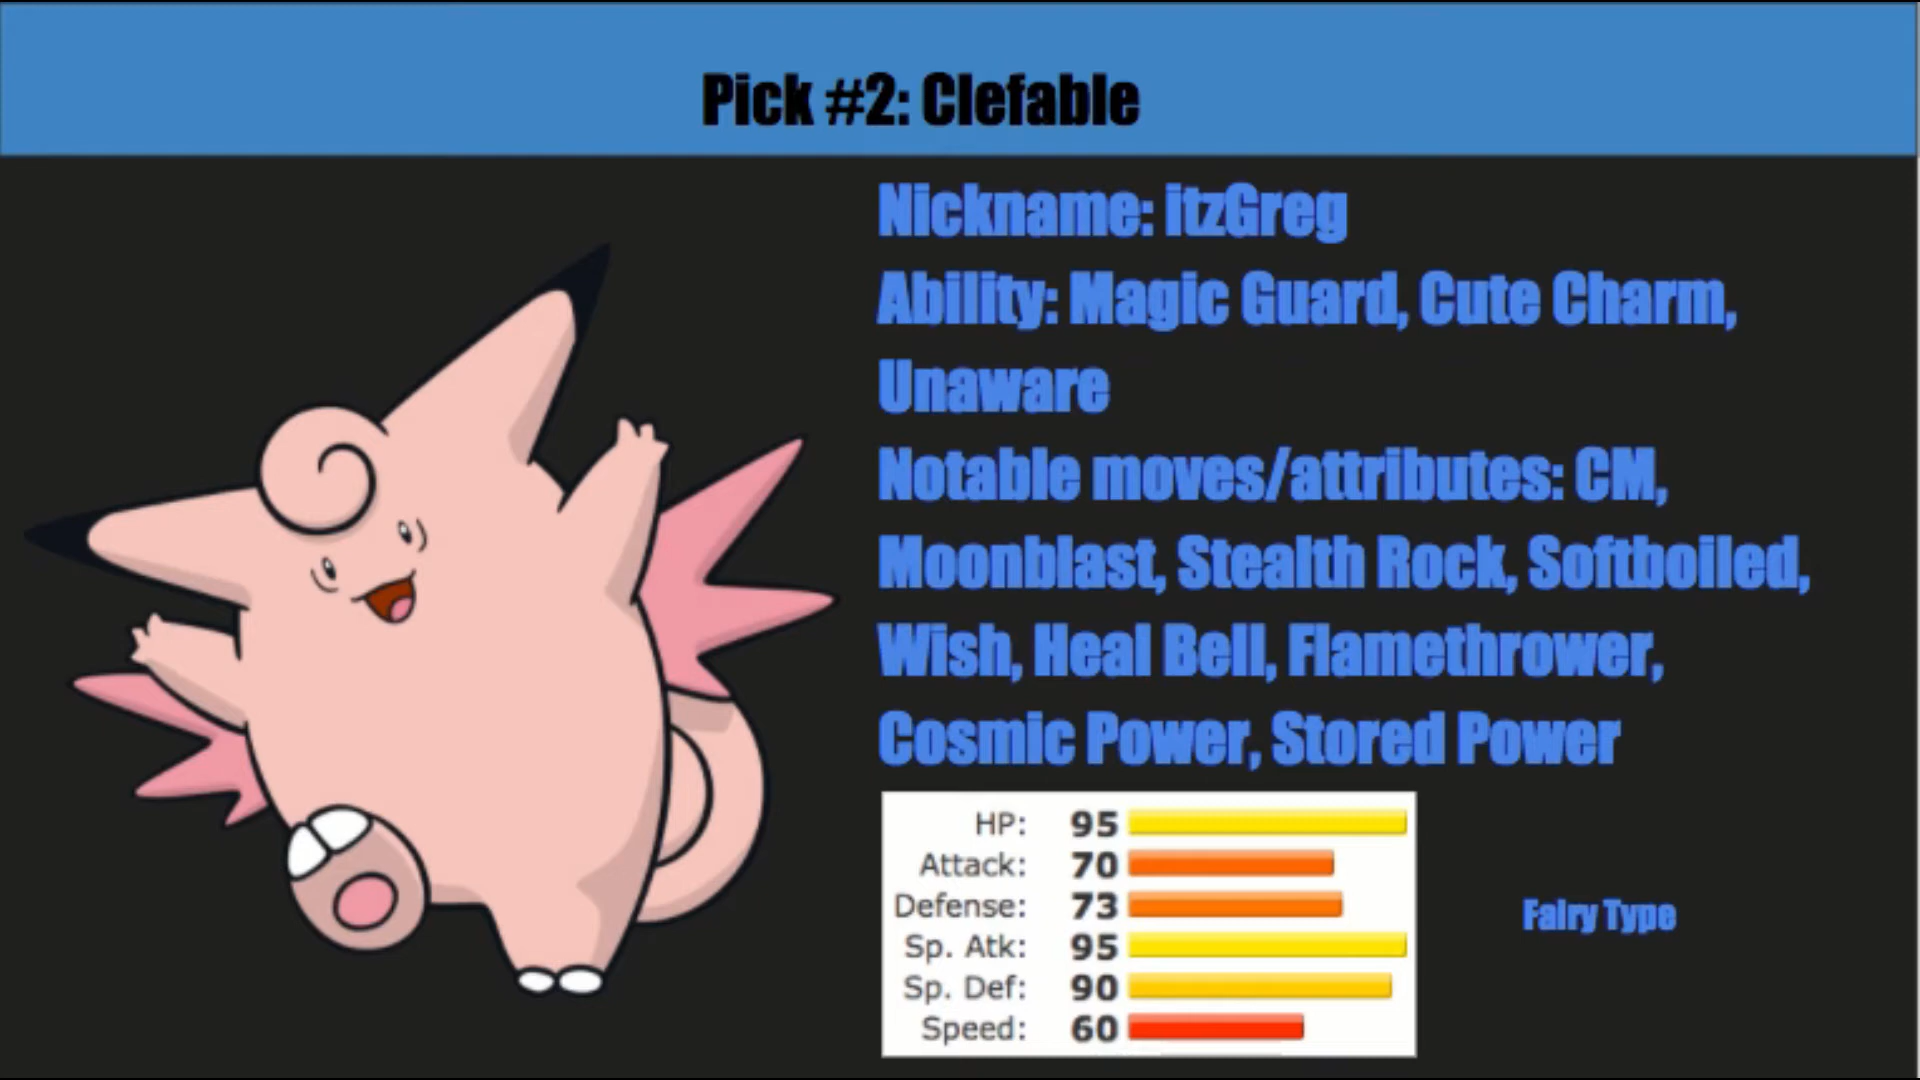 Pick #2: Clefable
Nickname: itzGreg
Ability: Magic Guard, Cute Charm,
Unaware
Notable moves/attributes: CM,
Moonblast, Stealth Rock, Softboiled,
Wish, Heal Bell, Flamethrower,
Cosmic Power, Stored Power
HP: 95
Attack: 70
Defense: 73
Sp. Atk: 95
Sp. Def: 90
Speed: 60
Fairy Type